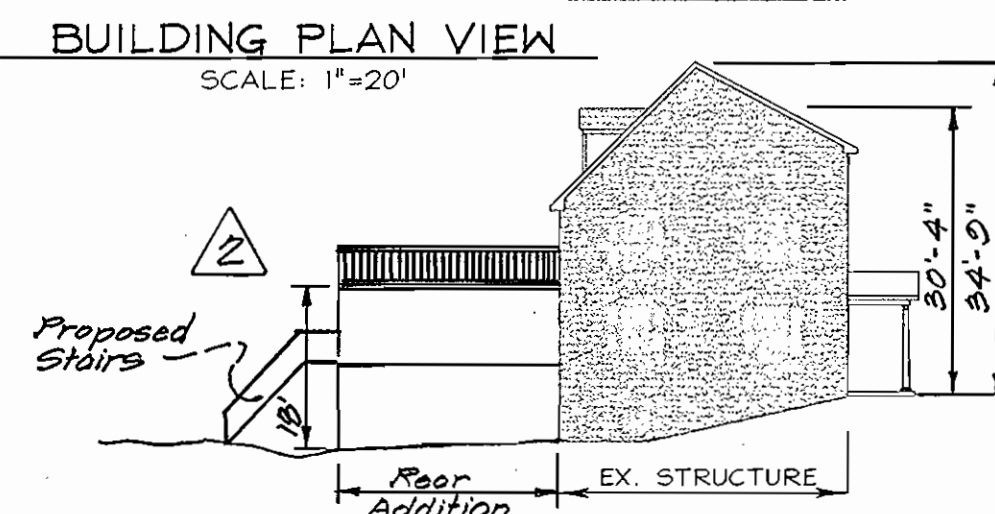 BUILDING PLAN VIEW
SCALE: 1"=20'
2
Proposed
Stairs
18'
30'-4"
34'-9"
Rear
Addition
EX. STRUCTURE